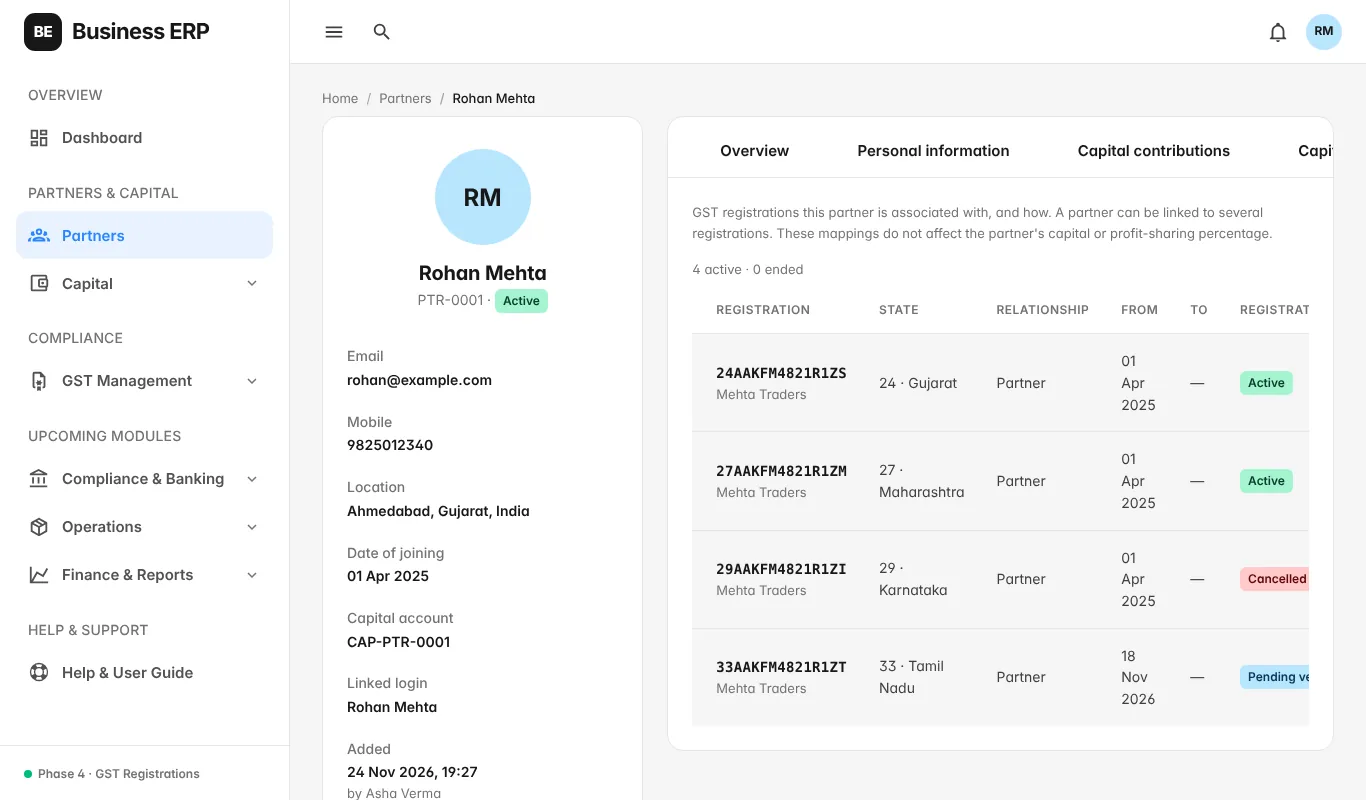 BE Business ERP
RM
OVERVIEW
Dashboard
PARTNERS & CAPITAL
Partners
Capital
COMPLIANCE
GST Management
UPCOMING MODULES
Compliance & Banking
Operations
Finance & Reports
HELP & SUPPORT
Help & User Guide
Phase 4 · GST Registrations
Home / Partners / Rohan Mehta
RM
Rohan Mehta
PTR-0001 · Active
Email
rohan@example.com
Mobile
9825012340
Location
Ahmedabad, Gujarat, India
Date of joining
01 Apr 2025
Capital account
CAP-PTR-0001
Linked login
Rohan Mehta
Added
24 Nov 2026, 19:27
by Asha Verma
Overview Personal information Capital contributions Capi
GST registrations this partner is associated with, and how. A partner can be linked to several
registrations. These mappings do not affect the partner's capital or profit-sharing percentage.
4 active · 0 ended
REGISTRATION STATE RELATIONSHIP FROM TO REGISTRAT
24AAKFM4821R1ZS
Mehta Traders
24 · Gujarat
Partner
01
Apr
2025
—
Active
27AAKFM4821R1ZM
Mehta Traders
27 ·
Maharashtra
Partner
01
Apr
2025
—
Active
29AAKFM4821R1ZI
Mehta Traders
29 ·
Karnataka
Partner
01
Apr
2025
—
Cancelled
33AAKFM4821R1ZT
Mehta Traders
33 · Tamil
Nadu
Partner
18
Nov
2026
—
Pending ve